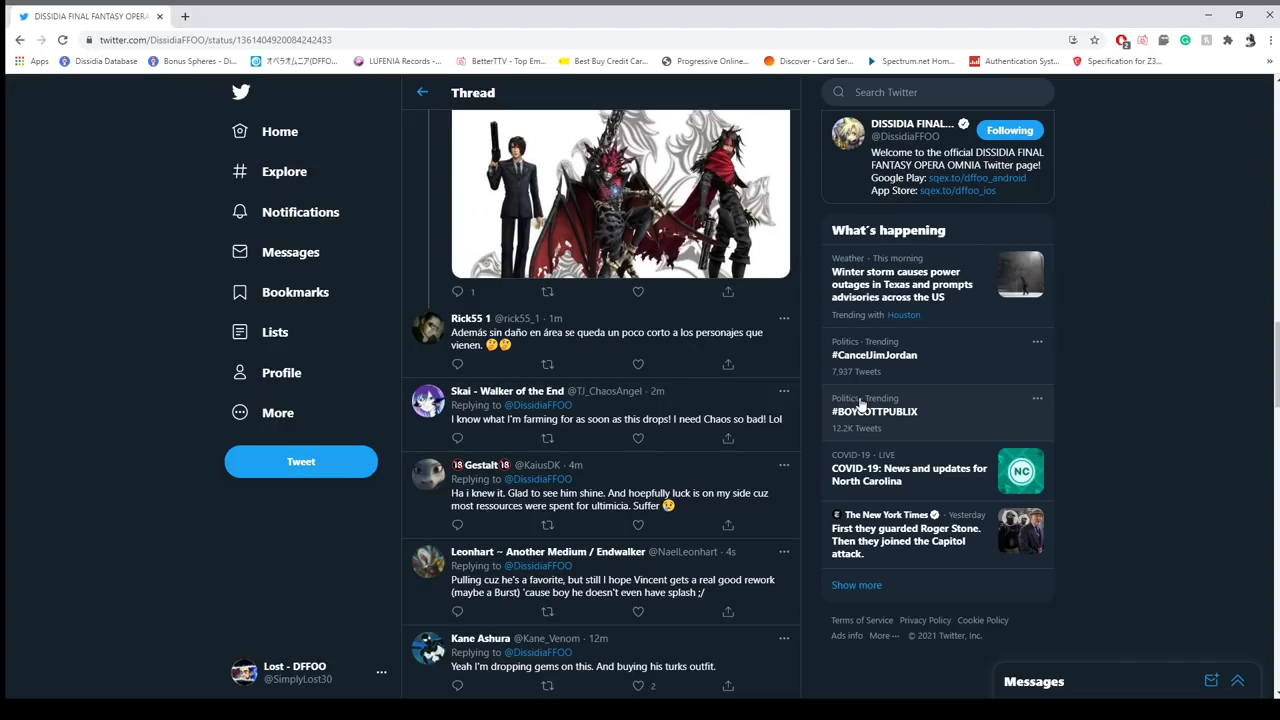 DISSIDIA FINAL FANTASY OPERA
twitter.com/DissidiaFFOO/status/1361404920084242433
2
Apps
Dissidia Database
Bonus Spheres - Di...
オペラオムニア(DFFO...
LUFENIA Records -...
BetterTTV - Top Em...
Best Buy Credit Car...
Progressive Online...
Discover - Card Ser...
Spectrum.net Hom...
Authentication Syst...
Specification for Z3...
Home
Explore
Notifications
Messages
Bookmarks
Lists
Profile
More
Tweet
Lost - DFFOO
@SimplyLost30
Thread
1
Rick55 1 @rick55_1 · 1m
Además sin daño en área se queda un poco corto a los personajes que
vienen. 🤔🤔
Skai - Walker of the End @TJ_ChaosAngel · 2m
Replying to @DissidiaFFOO
I know what I'm farming for as soon as this drops! I need Chaos so bad! Lol
🔞Gestalt🔞 @KaiusDK · 4m
Replying to @DissidiaFFOO
Ha i knew it. Glad to see him shine. And hoepfully luck is on my side cuz
most ressources were spent for ultimicia. Suffer 😢
Leonhart ~ Another Medium / Endwalker @NaelLeonhart · 4s
Replying to @DissidiaFFOO
Pulling cuz he's a favorite, but still I hope Vincent gets a real good rework
(maybe a Burst) 'cause boy he doesn't even have splash ;/
Kane Ashura @Kane_Venom · 12m
Replying to @DissidiaFFOO
Yeah I'm dropping gems on this. And buying his turks outfit.
2
Search Twitter
DISSIDIA FINAL...
@DissidiaFFOO
Following
Welcome to the official DISSIDIA FINAL
FANTASY OPERA OMNIA Twitter page!
Google Play: sqex.to/dffoo_android
App Store: sqex.to/dffoo_ios
What's happening
Weather · This morning
Winter storm causes power
outages in Texas and prompts
advisories across the US
Trending with Houston
Politics · Trending
#CancelJimJordan
7,937 Tweets
Politics · Trending
#BOYCOTTPUBLIX
12.2K Tweets
COVID-19 · LIVE
COVID-19: News and updates for
North Carolina
NC
The New York Times · Yesterday
First they guarded Roger Stone.
Then they joined the Capitol
attack.
Show more
Terms of Service Privacy Policy Cookie Policy
Ads info More ··· © 2021 Twitter, Inc.
Messages